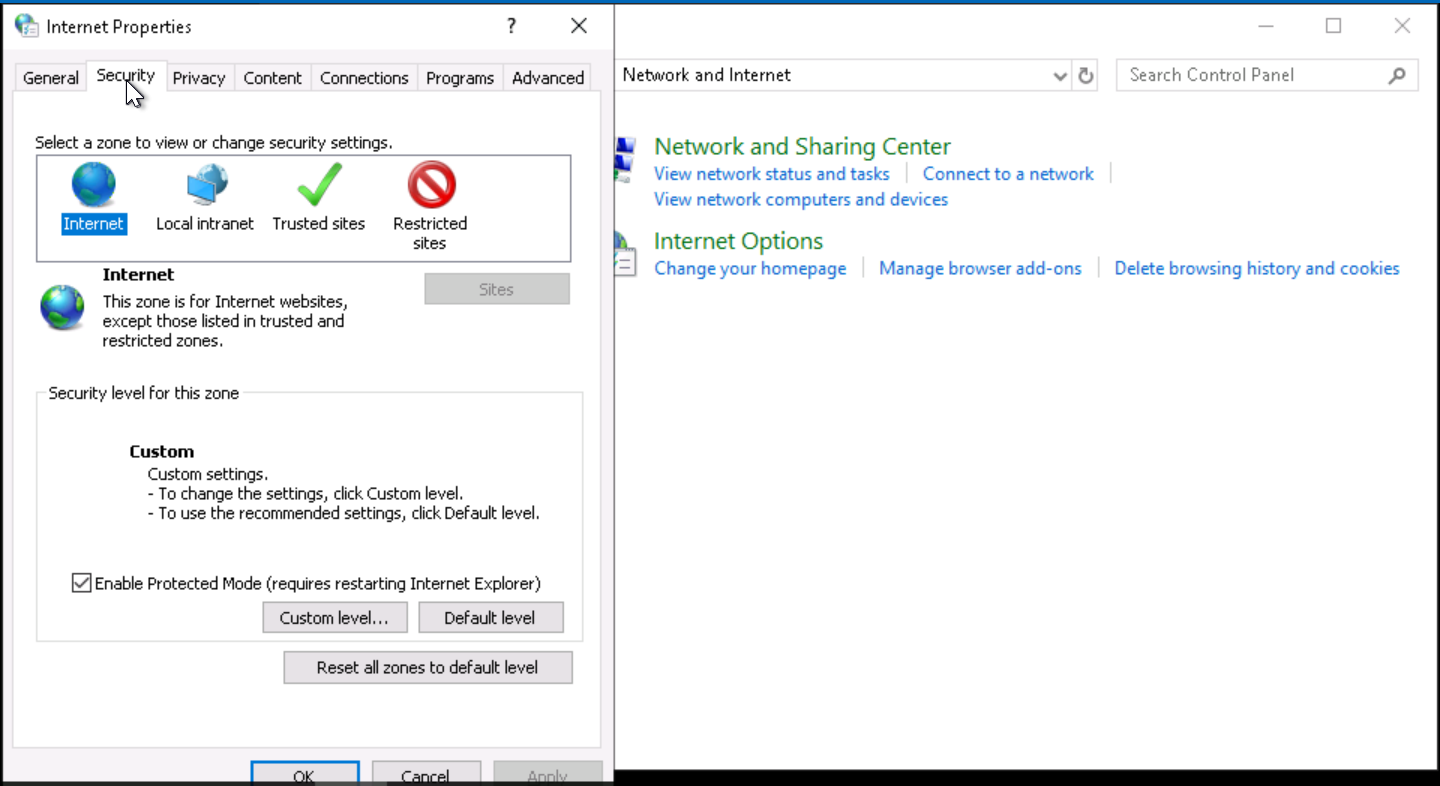 Internet Properties
?
General Security Privacy Content Connections Programs Advanced
Select a zone to view or change security settings.
Internet
Local intranet
Trusted sites
Restricted
sites
Internet
Sites
This zone is for Internet websites,
except those listed in trusted and
restricted zones.
Security level for this zone
Custom
Custom settings.
- To change the settings, click Custom level.
- To use the recommended settings, click Default level.
Enable Protected Mode (requires restarting Internet Explorer)
Custom level...
Default level
Reset all zones to default level
OK
Cancel
Apply
Network and Internet
Search Control Panel
Network and Sharing Center
View network status and tasks
Connect to a network
View network computers and devices
Internet Options
Change your homepage
Manage browser add-ons
Delete browsing history and cookies